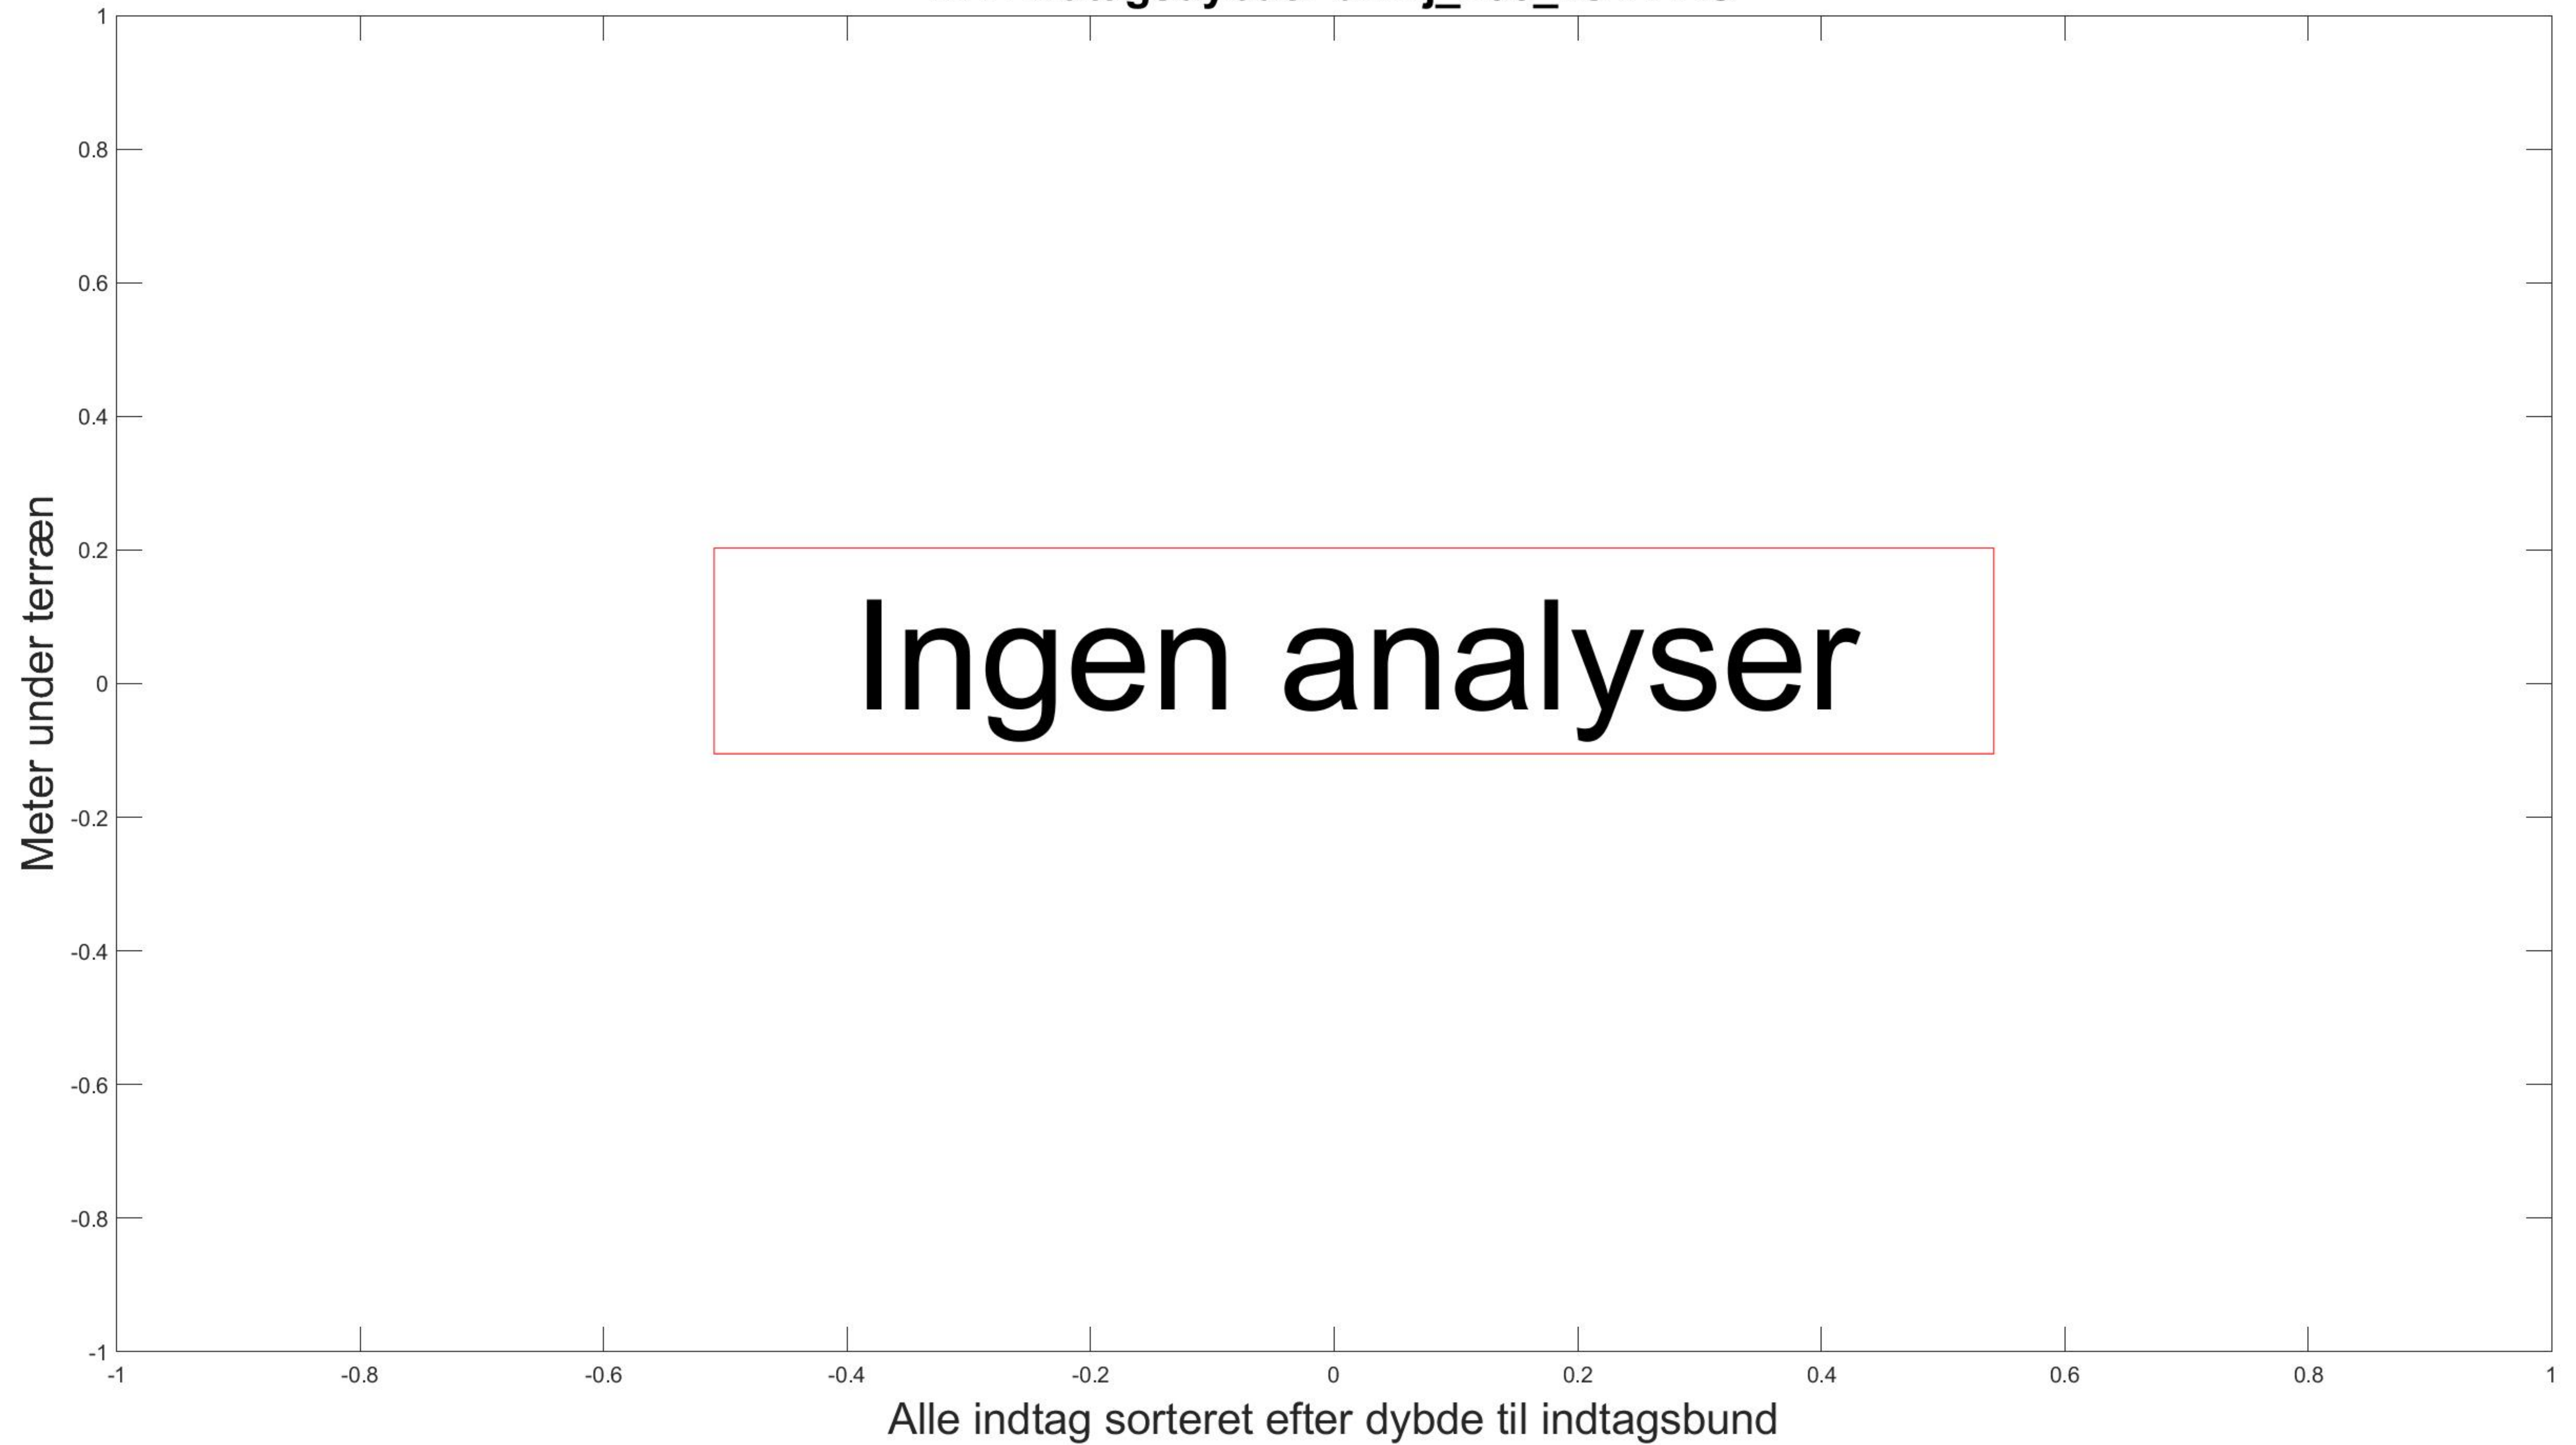 1
0.8
0.6
0.4
0.2
0
-0.2
-0.4
-0.6
-0.8
-1
Meter under terræn
Ingen analyser
-1 -0.8 -0.6 -0.4 -0.2 0 0.2 0.4 0.6 0.8 1
Alle indtag sorteret efter dybde til indtagsbund